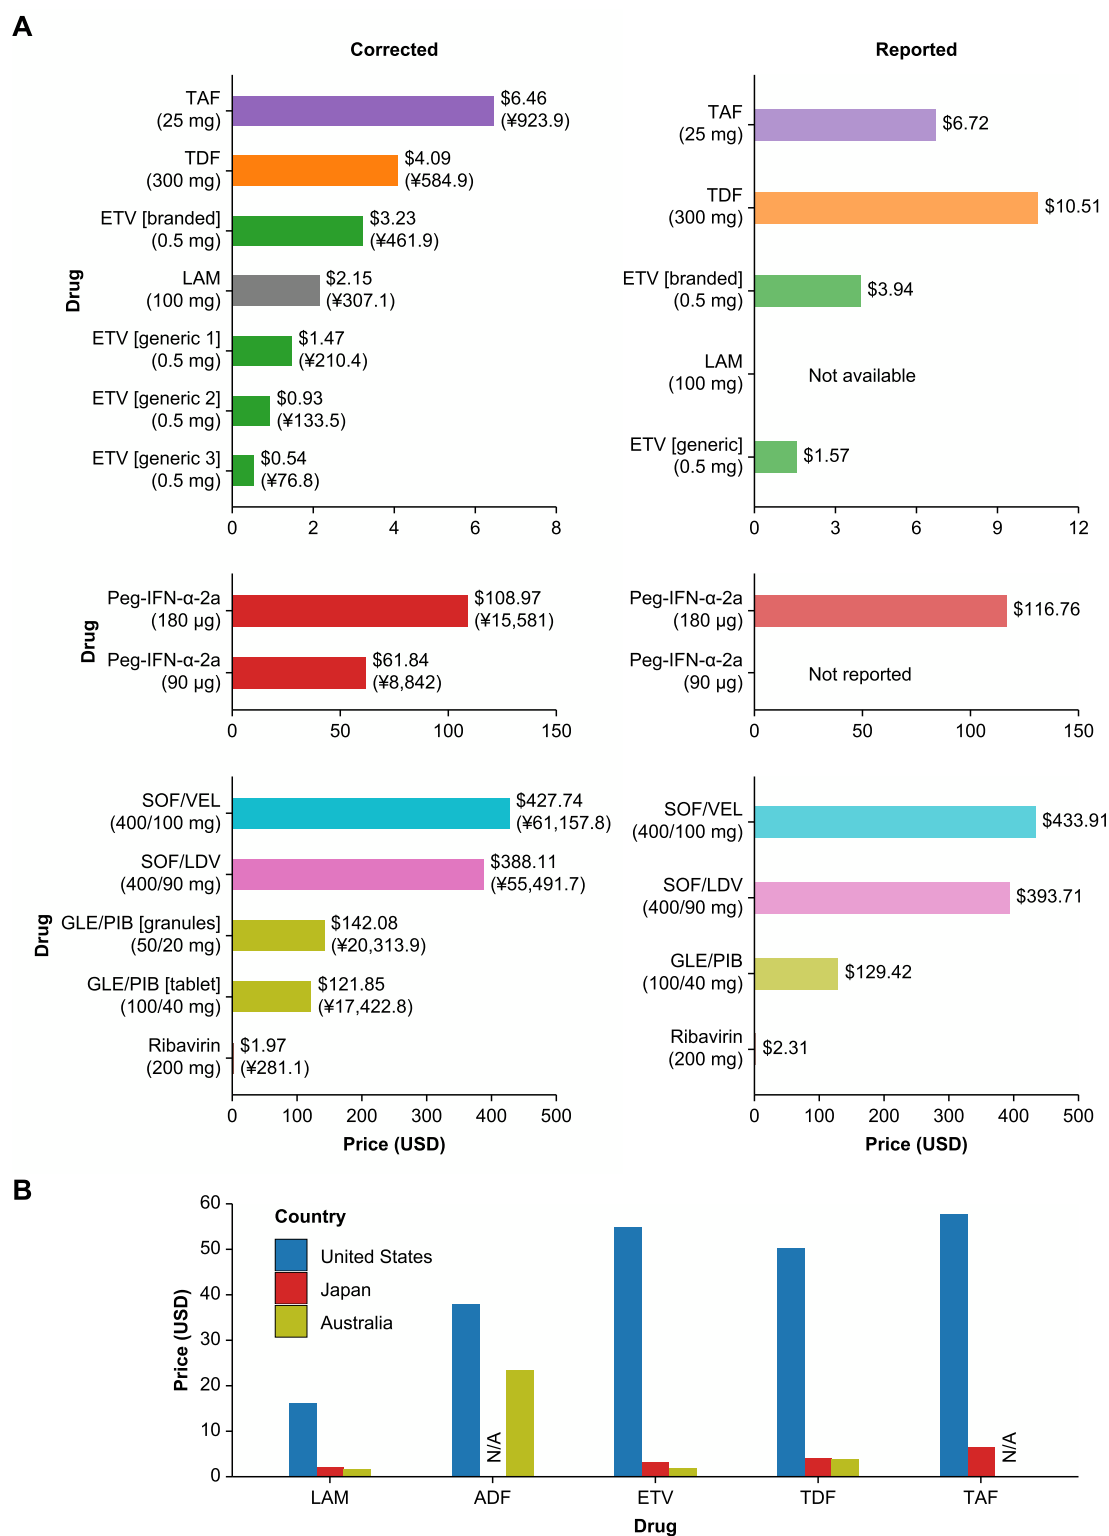 A
Corrected
Reported
TAF
(25 mg)
$6.46
(¥923.9)
TDF
(300 mg)
$4.09
(¥584.9)
ETV [branded]
(0.5 mg)
$3.23
(¥461.9)
LAM
(100 mg)
$2.15
(¥307.1)
ETV [generic 1]
(0.5 mg)
$1.47
(¥210.4)
ETV [generic 2]
(0.5 mg)
$0.93
(¥133.5)
ETV [generic 3]
(0.5 mg)
$0.54
(¥76.8)
Drug
0 2 4 6 8
TAF
(25 mg)
$6.72
TDF
(300 mg)
$10.51
ETV [branded]
(0.5 mg)
$3.94
LAM
(100 mg)
Not available
ETV [generic]
(0.5 mg)
$1.57
0 3 6 9 12
Peg-IFN-α-2a
(180 µg)
$108.97
(¥15,581)
Peg-IFN-α-2a
(90 µg)
$61.84
(¥8,842)
Drug
0 50 100 150
Peg-IFN-α-2a
(180 µg)
$116.76
Peg-IFN-α-2a
(90 µg)
Not reported
0 50 100 150
SOF/VEL
(400/100 mg)
$427.74
(¥61,157.8)
SOF/LDV
(400/90 mg)
$388.11
(¥55,491.7)
GLE/PIB [granules]
(50/20 mg)
$142.08
(¥20,313.9)
GLE/PIB [tablet]
(100/40 mg)
$121.85
(¥17,422.8)
Ribavirin
(200 mg)
$1.97
(¥281.1)
Drug
0 100 200 300 400 500
Price (USD)
SOF/VEL
(400/100 mg)
$433.91
SOF/LDV
(400/90 mg)
$393.71
GLE/PIB
(100/40 mg)
$129.42
Ribavirin
(200 mg)
$2.31
0 100 200 300 400 500
Price (USD)
B
Price (USD)
60
50
40
30
20
10
0
Country
United States
Japan
Australia
N/A
N/A
LAM ADF ETV TDF TAF
Drug